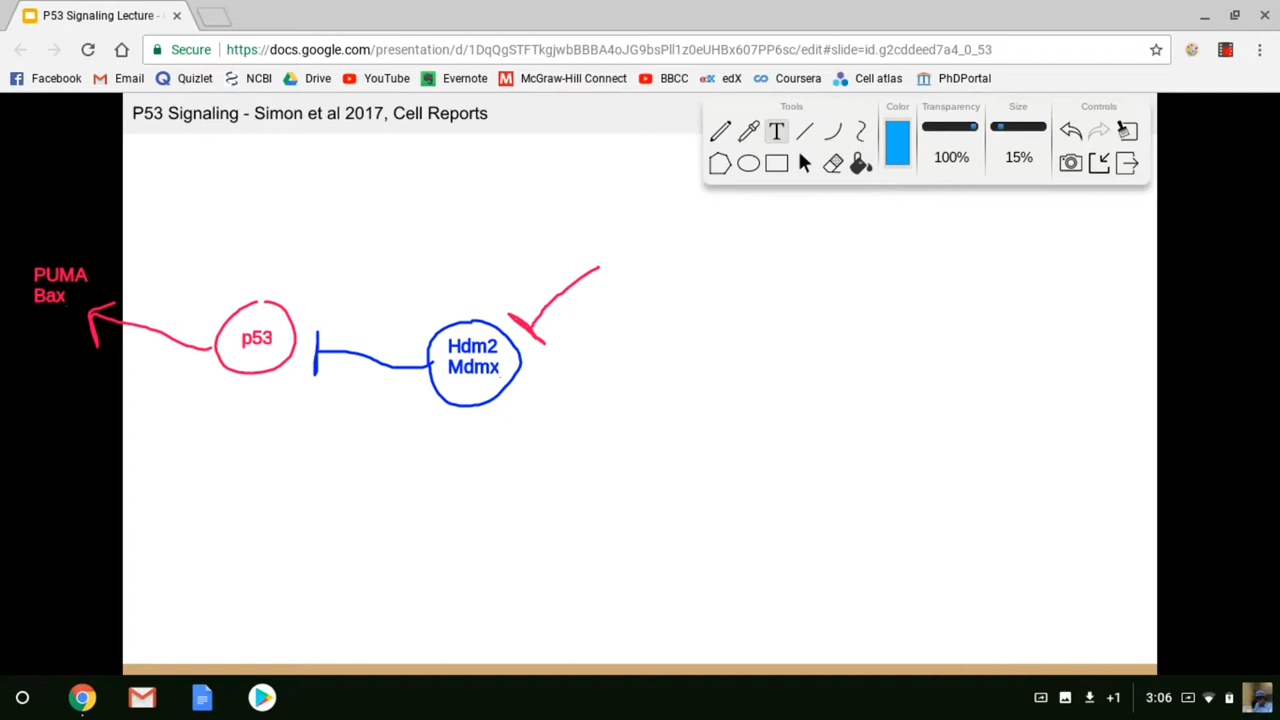 P53 Signaling Lecture -
Secure
https://docs.google.com/presentation/d/1DqQgSTFTkgjwbBBBA4oJG9bsPll1z0eUHBx607PP6sc/edit#slide=id.g2cddeed7a4_0_53
Facebook Email Quizlet NCBI Drive YouTube Evernote McGraw-Hill Connect BBCC edX Coursera Cell atlas PhDPortal
P53 Signaling - Simon et al 2017, Cell Reports
Tools Color Transparency Size Controls
T
100% 15%
PUMA
Bax
p53
Hdm2
Mdmx
+1 3:06